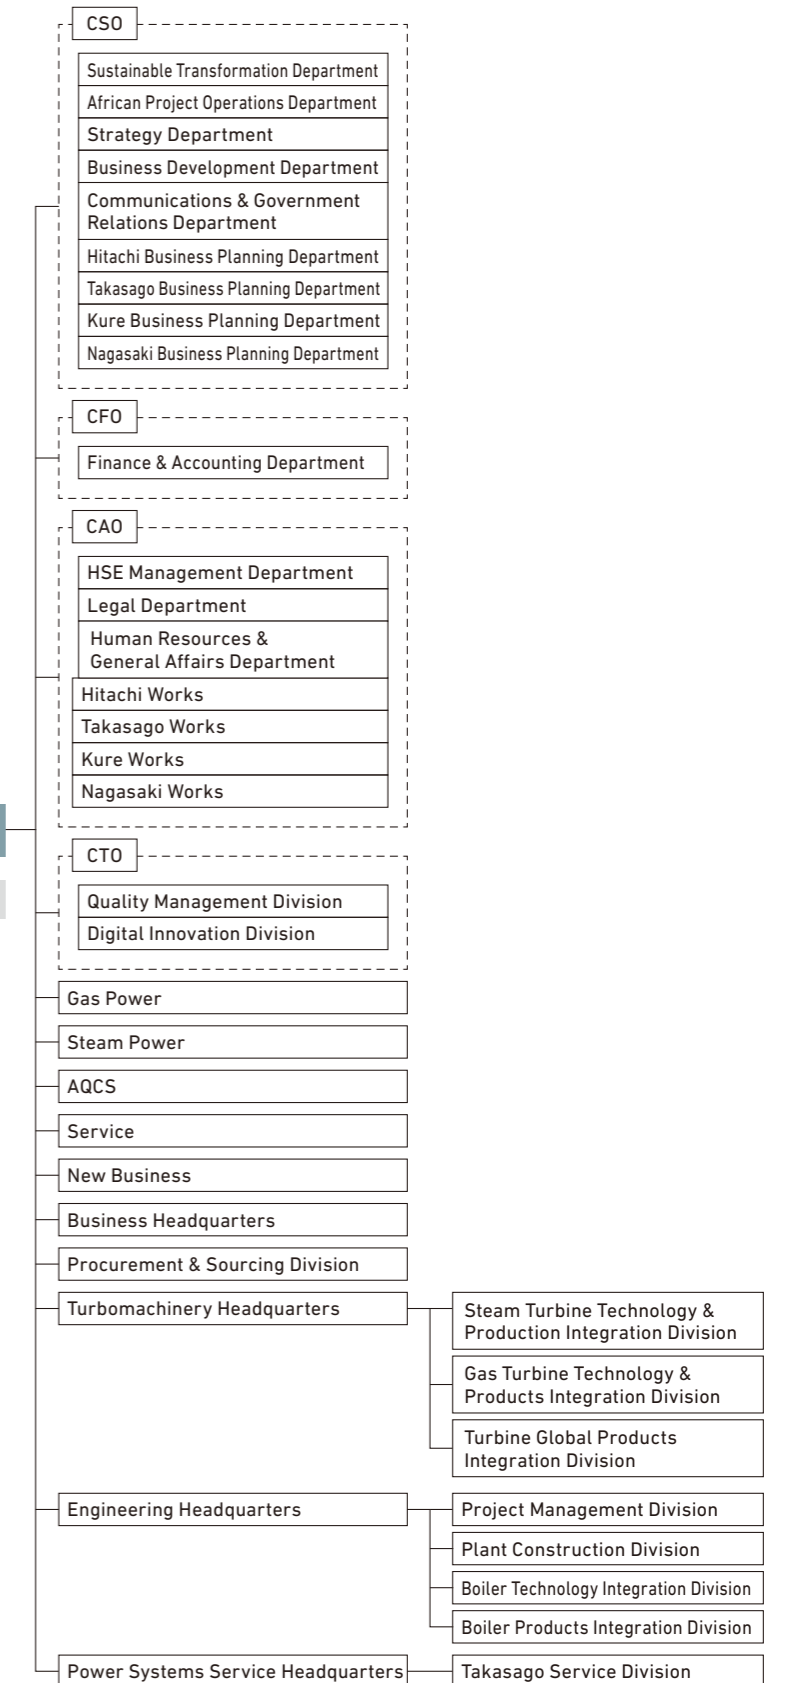 CSO
Sustainable Transformation Department
African Project Operations Department
Strategy Department
Business Development Department
Communications & Government
Relations Department
Hitachi Business Planning Department
Takasago Business Planning Department
Kure Business Planning Department
Nagasaki Business Planning Department
CFO
Finance & Accounting Department
CAO
HSE Management Department
Legal Department
Human Resources &
General Affairs Department
Hitachi Works
Takasago Works
Kure Works
Nagasaki Works
CTO
Quality Management Division
Digital Innovation Division
Gas Power
Steam Power
AQCS
Service
New Business
Business Headquarters
Procurement & Sourcing Division
Turbomachinery Headquarters
Steam Turbine Technology &
Production Integration Division
Gas Turbine Technology &
Products Integration Division
Turbine Global Products
Integration Division
Engineering Headquarters
Project Management Division
Plant Construction Division
Boiler Technology Integration Division
Boiler Products Integration Division
Power Systems Service Headquarters
Takasago Service Division